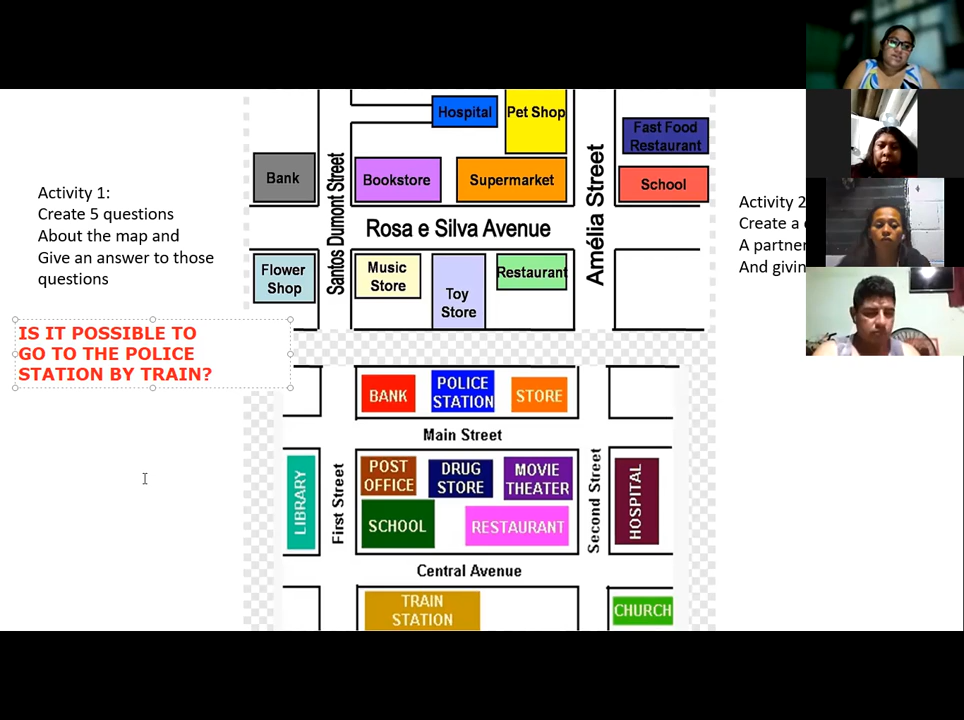 Activity 1:
Create 5 questions
About the map and
Give an answer to those
questions
IS IT POSSIBLE TO
GO TO THE POLICE
STATION BY TRAIN?
Hospital
Pet Shop
Fast Food
Restaurant
Bank
Bookstore
Supermarket
School
Santos Dumont Street
Rosa e Silva Avenue
Amélia Street
Flower
Shop
Music
Store
Toy
Store
Restaurant
BANK
POLICE
STATION
STORE
Main Street
LIBRARY
First Street
POST
OFFICE
DRUG
STORE
MOVIE
THEATER
SCHOOL
RESTAURANT
Second Street
HOSPITAL
Central Avenue
TRAIN
STATION
CHURCH
Activity 2
Create a
A partner
And givin